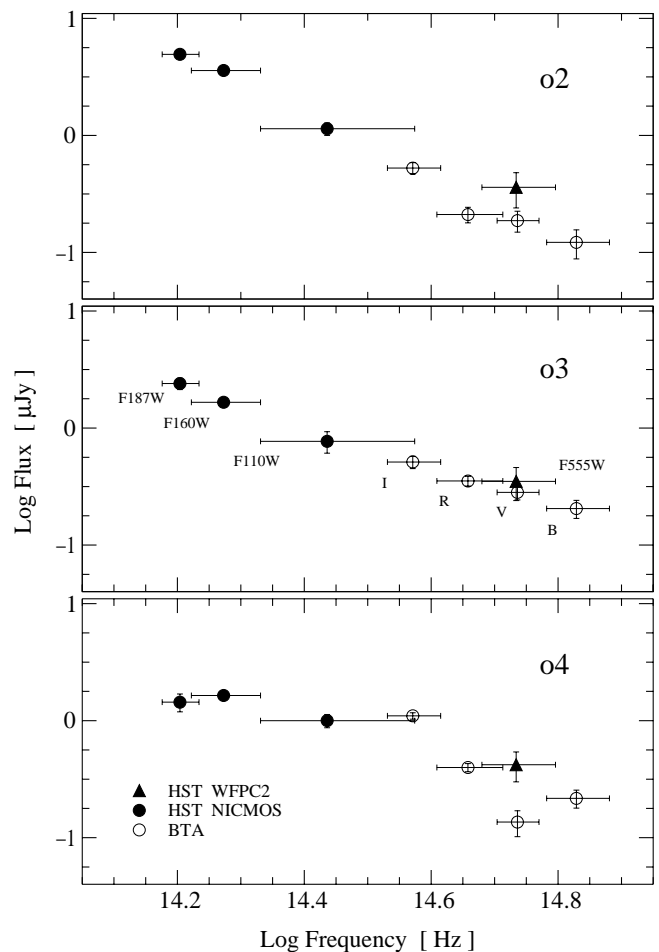 1
0
−1
o2
1
0
−1
o3
F187W
F160W
F110W
I
R
V
B
F555W
Log Flux [ μJy ]
1
0
−1
o4
HST WFPC2
HST NICMOS
BTA
14.2 14.4 14.6 14.8
Log Frequency [ Hz ]